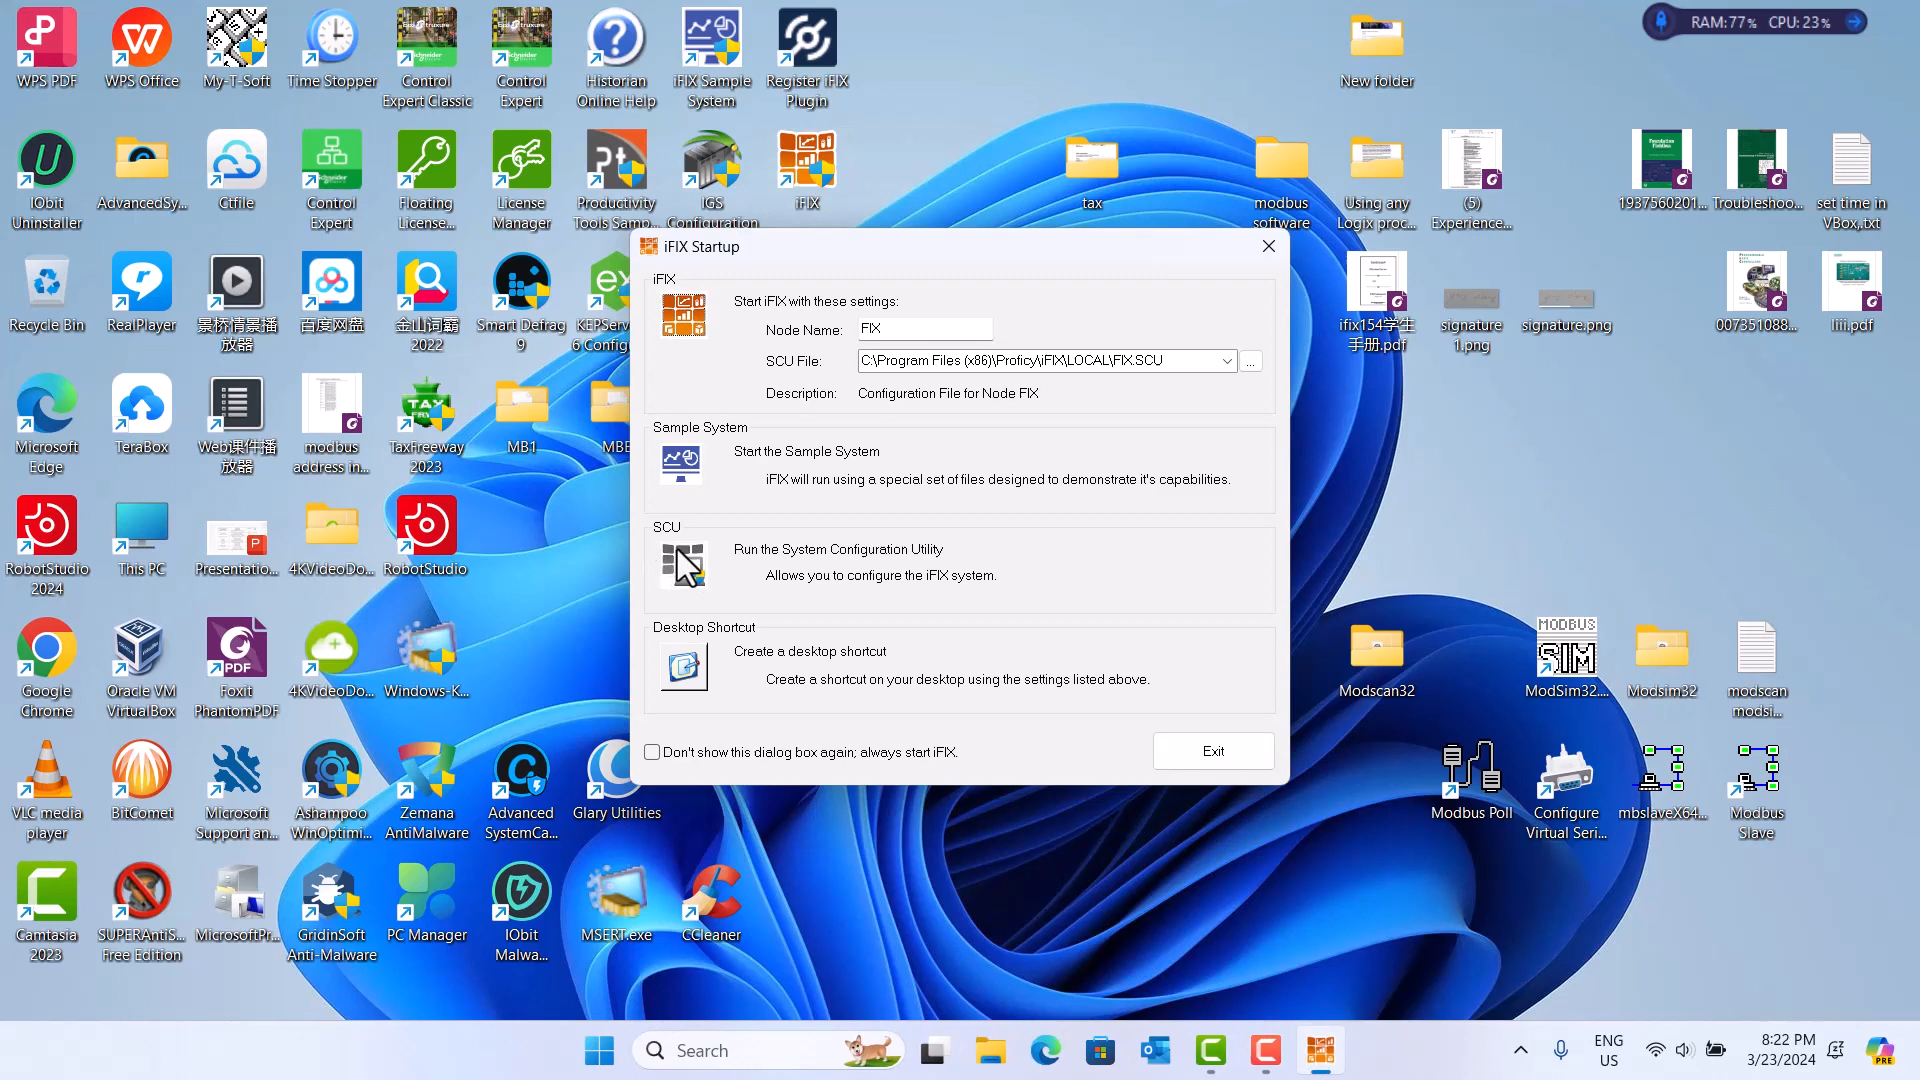 RAM:77% CPU:23%
WPS PDF
WPS Office
My-T-Soft
Time Stopper
Control
Expert Classic
Control
Expert
Historian
Online Help
iFIX Sample
System
Register iFIX
Plugin
New folder
IObit
Uninstaller
AdvancedSy...
Ctfile
Control
Expert
Floating
License...
License
Manager
Productivity
Tools Samp...
IGS
Configuration
iFIX
tax
modbus
software
Using any
Logix proc...
(5)
Experience...
1937560201...
Troubleshoo...
set time in
VBox,.txt
Recycle Bin
RealPlayer
景桥情景播
放器
百度网盘
金山词霸
2022
Smart Defrag
9
KEPServ
6 Config
ifix154学生
手册.pdf
signature
1.png
signature.png
007351088...
liii.pdf
Microsoft
Edge
TeraBox
Web课件播
放器
modbus
address in...
TaxFreeway
2023
MB1
MBE
RobotStudio
2024
This PC
Presentatio...
4KVideoDo...
RobotStudio
Google
Chrome
Oracle VM
VirtualBox
Foxit
PhantomPDF
4KVideoDo...
Windows-K...
Modscan32
MODBUS
SIM
ModSim32....
Modsim32
modscan
modsi...
VLC media
player
BitComet
Microsoft
Support an...
Ashampoo
WinOptimi...
Zemana
AntiMalware
Advanced
SystemCa...
Glary Utilities
Modbus Poll
Configure
Virtual Seri...
mbslaveX64...
Modbus
Slave
Camtasia
2023
SUPERAntiS...
Free Edition
MicrosoftPr...
GridinSoft
Anti-Malware
PC Manager
IObit
Malwa...
MSERT.exe
CCleaner
iFIX Startup
iFIX
Start iFIX with these settings:
Node Name: FIX
SCU File: C:\Program Files (x86)\Proficy\iFIX\LOCAL\FIX.SCU ...
Description: Configuration File for Node FIX
Sample System
Start the Sample System
iFIX will run using a special set of files designed to demonstrate it's capabilities.
SCU
Run the System Configuration Utility
Allows you to configure the iFIX system.
Desktop Shortcut
Create a desktop shortcut
Create a shortcut on your desktop using the settings listed above.
Don't show this dialog box again; always start iFIX.
Exit
Search
ENG
US
8:22 PM
3/23/2024
PRE